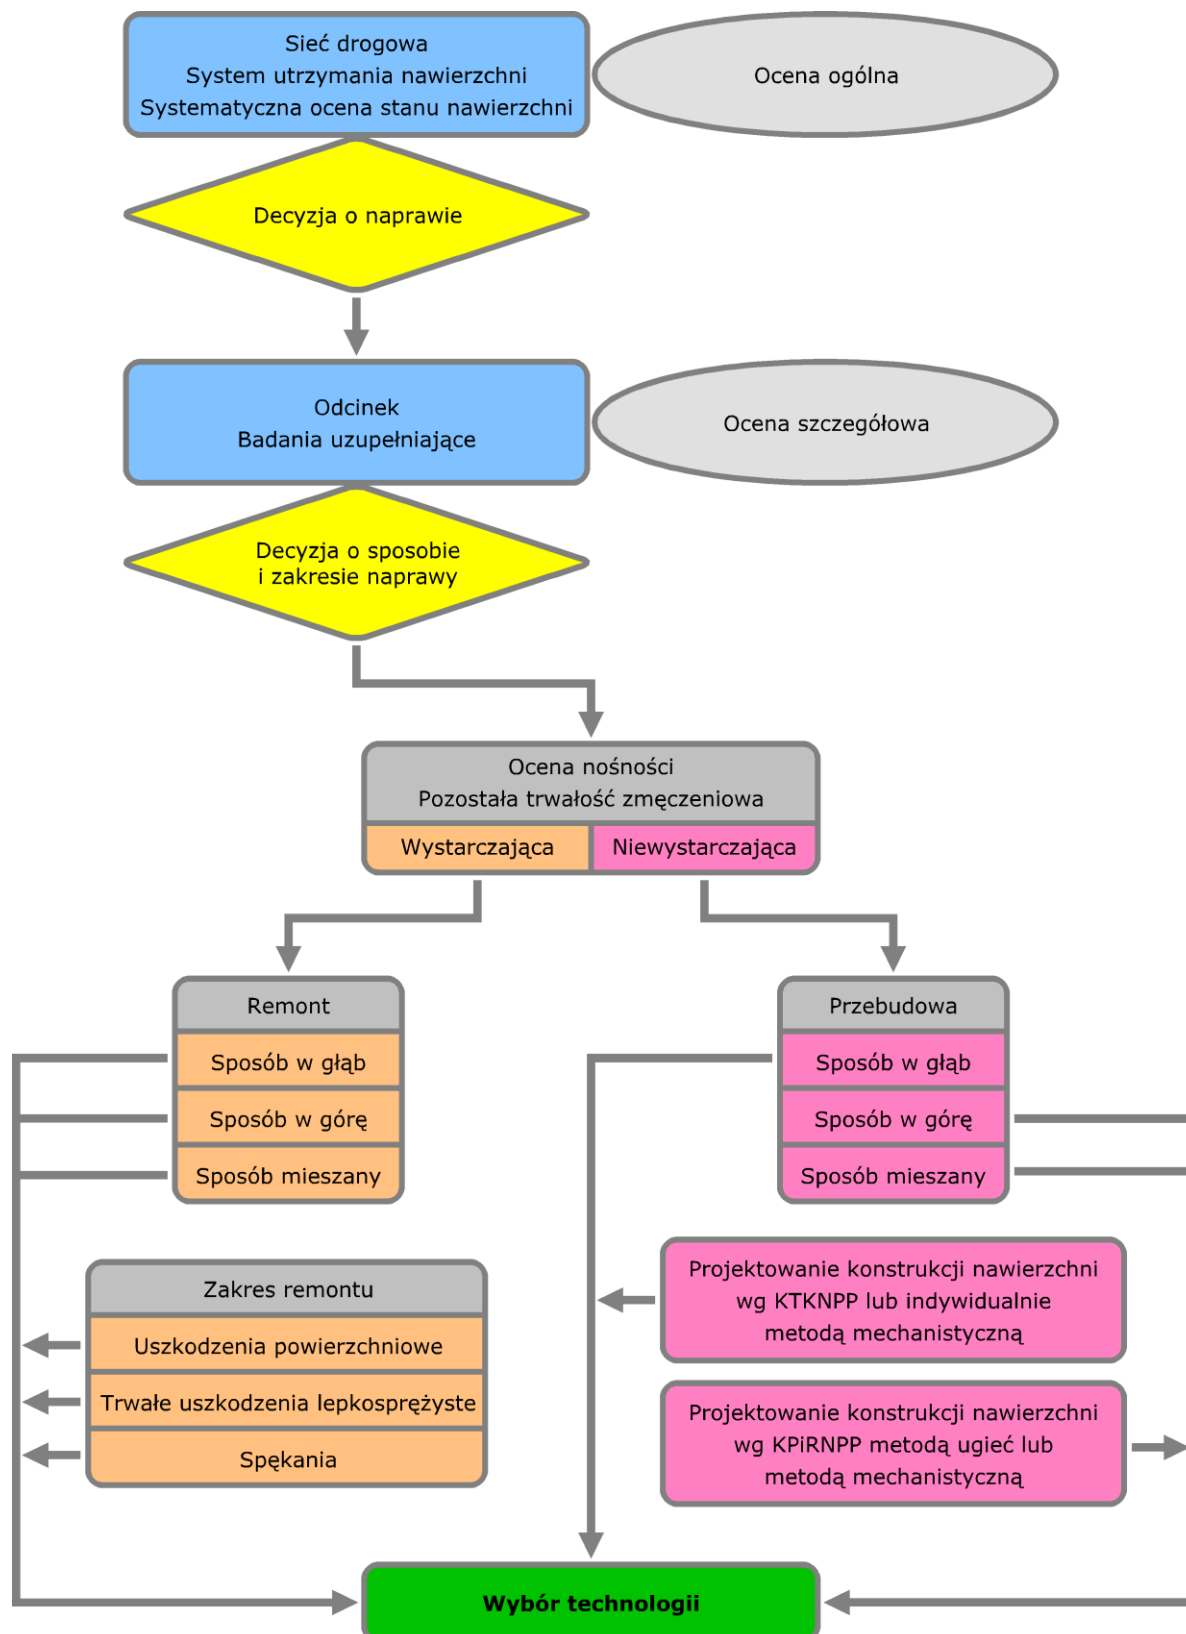 Sieć drogowa
System utrzymania nawierzchni
Systematyczna ocena stanu nawierzchni
Ocena ogólna
Decyzja o naprawie
Odcinek
Badania uzupełniające
Ocena szczegółowa
Decyzja o sposobie
i zakresie naprawy
Ocena nośności
Pozostała trwałość zmęczeniowa
Wystarczająca
Niewystarczająca
Remont
Sposób w głąb
Sposób w górę
Sposób mieszany
Przebudowa
Sposób w głąb
Sposób w górę
Sposób mieszany
Zakres remontu
Uszkodzenia powierzchniowe
Trwałe uszkodzenia lepkosprężyste
Spękania
Projektowanie konstrukcji nawierzchni
wg KTKNPP lub indywidualnie
metodą mechanistyczną
Projektowanie konstrukcji nawierzchni
wg KPiRNPP metodą ugieć lub
metodą mechanistyczną
Wybór technologii